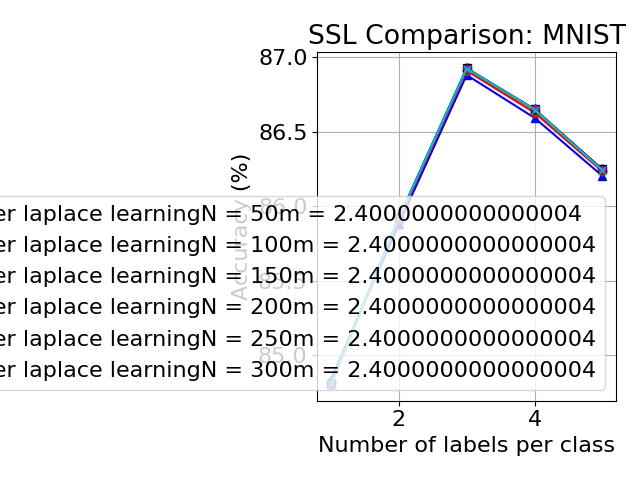 SSL Comparison: MNIST
87.0
86.5
86.0
85.5
85.0
Accuracy (%)
er laplace learningN = 50m = 2.4000000000000004
er laplace learningN = 100m = 2.4000000000000004
er laplace learningN = 150m = 2.4000000000000004
er laplace learningN = 200m = 2.4000000000000004
er laplace learningN = 250m = 2.4000000000000004
er laplace learningN = 300m = 2.4000000000000004
2 4
Number of labels per class